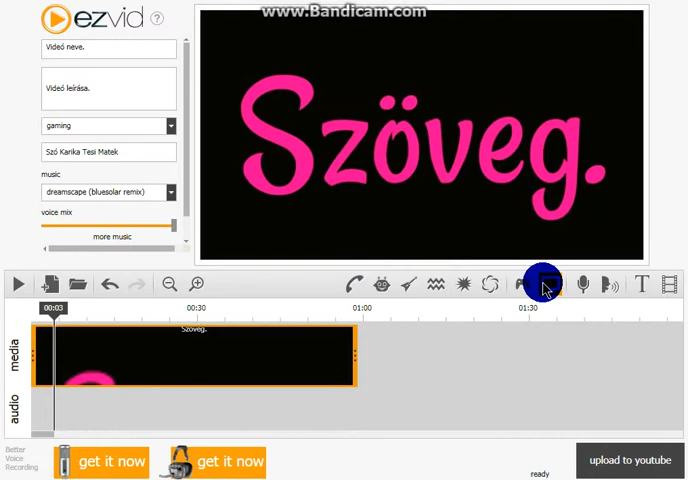 www.Bandicam.com
ezvid ?
Videó neve.
Videó leírása.
gaming
Szó Karika Tesi Matek
music
dreamscape (bluesolar remix)
voice mix
more music
Szöveg.
T
00:03
00:30
01:00
01:30
media
Szöveg.
audio
Better
Voice
Recording
get it now
get it now
ready
upload to youtube